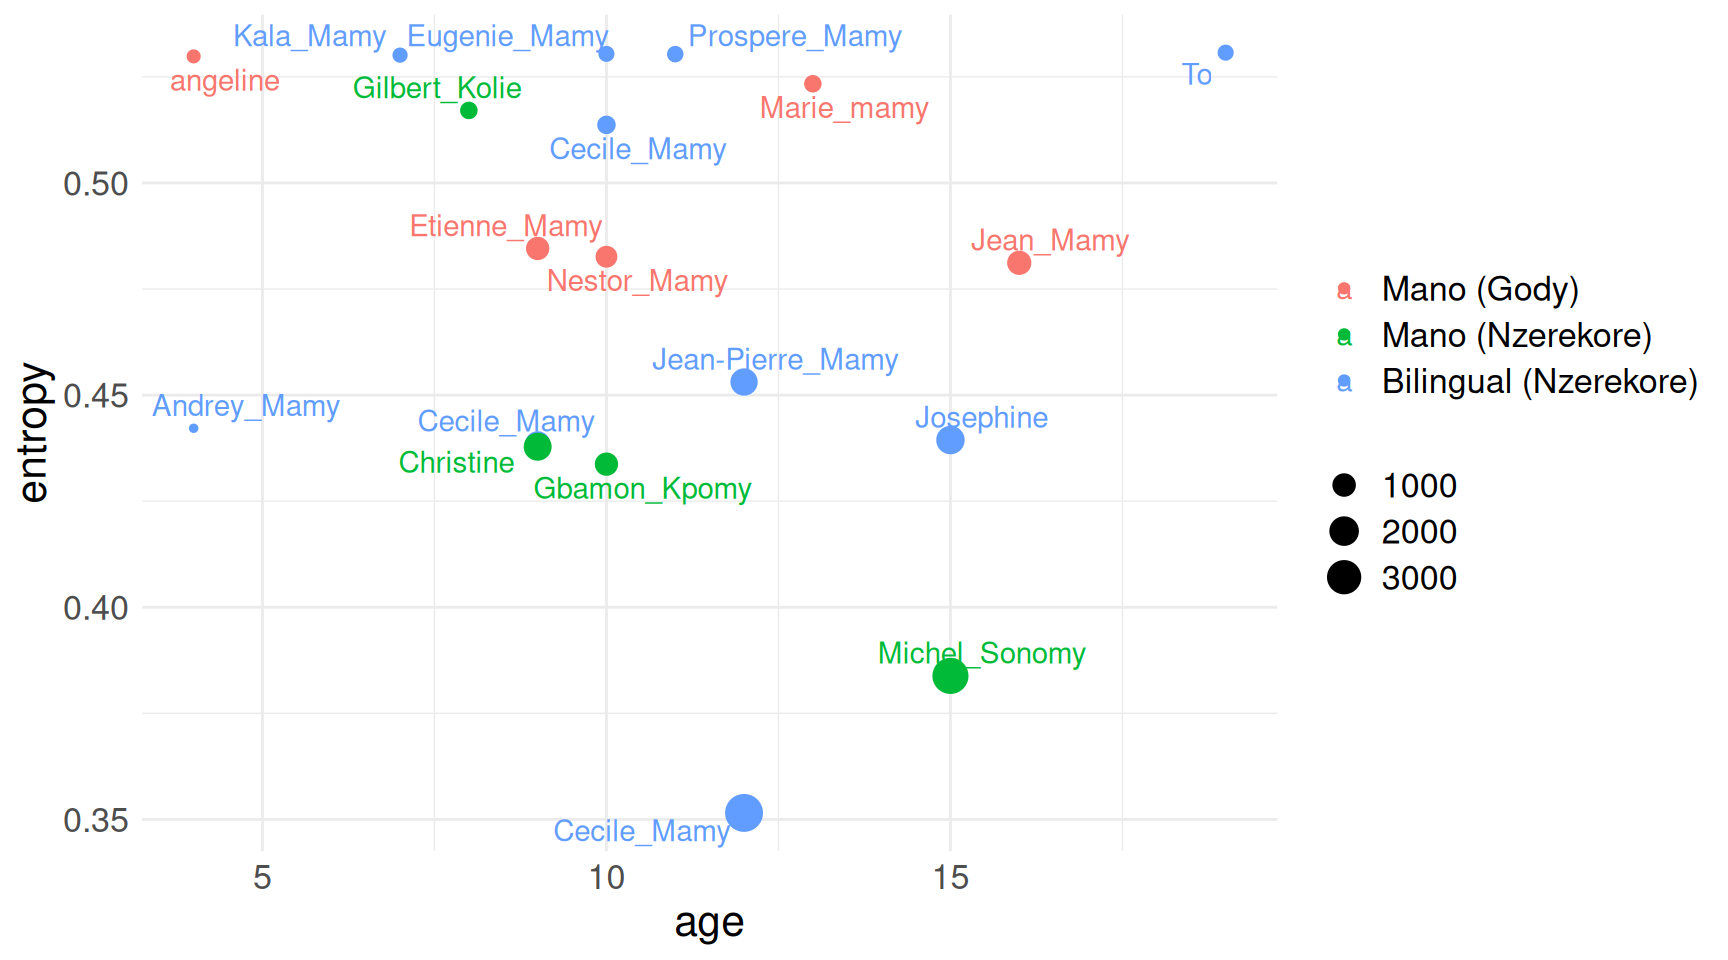 Kala_Mamy
Eugenie_Mamy
Prospere_Mamy
To
angeline
Gilbert_Kolie
Marie_mamy
Cecile_Mamy
0.50
Etienne_Mamy
Jean_Mamy
Nestor_Mamy
Jean-Pierre_Mamy
0.45
Andrey_Mamy
Cecile_Mamy
Josephine
Christine
Gbamon_Kpomy
0.40
Michel_Sonomy
0.35
Cecile_Mamy
5
10
15
age
entropy
a Mano (Gody)
a Mano (Nzerekore)
a Bilingual (Nzerekore)
1000
2000
3000